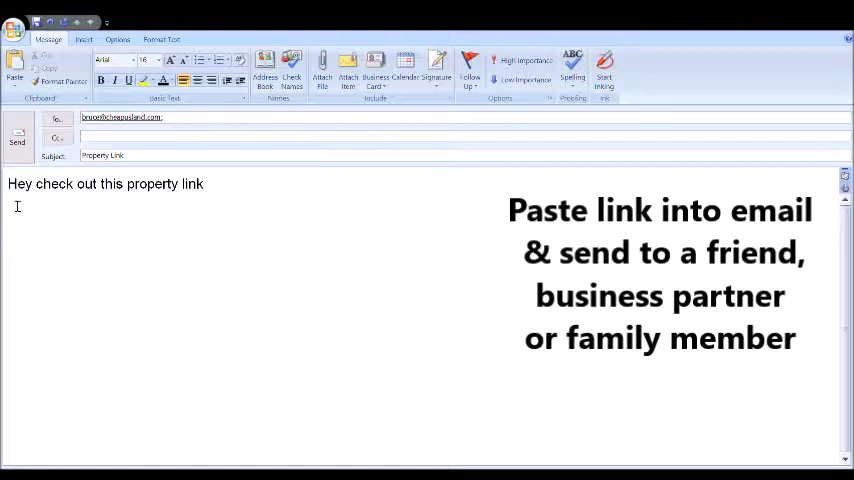 Message Insert Options Format Text
Cut
Copy
Format Painter
Paste
Clipboard
Arial 16
Basic Text
Address Book
Check Names
Names
Attach File
Attach Item
Business Card
Calendar
Signature
Include
Follow Up
High Importance
Low Importance
Options
Spelling
Proofing
Start Inking
Ink
Send
To... bruce@cheapusland.com;
Cc...
Subject: Property Link
Hey check out this property link
Paste link into email
& send to a friend,
business partner
or family member